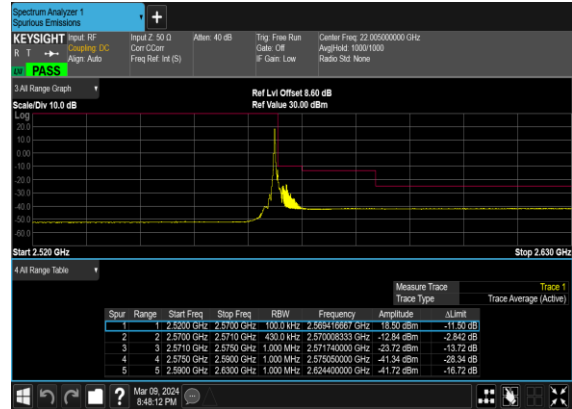 Spectrum Analyzer 1
Spurious Emissions
KEYSIGHT Input: RF Input Z: 50 Ω Atten: 40 dB Trig: Free Run Center Freq: 22.005000000 GHz
R T Coupling: DC Corr CCorr Gate: Off Avg|Hold: 1000/1000
Align: Auto Freq Ref: Int (S) IF Gain: Low Radio Std: None
PASS
3 All Range Graph
Ref Lvl Offset 8.60 dB
Scale/Div 10.0 dB Ref Value 30.00 dBm
Log
20.0
10.0
0.00
-10.0
-20.0
-30.0
-40.0
-50.0
-60.0
Start 2.520 GHz Stop 2.630 GHz
4 All Range Table
Measure Trace Trace 1
Trace Type Trace Average (Active)
Spur Range Start Freq Stop Freq RBW Frequency Amplitude ΔLimit
1 1 2.5200 GHz 2.5700 GHz 100.0 kHz 2.569416667 GHz 18.50 dBm -11.50 dB
2 2 2.5700 GHz 2.5710 GHz 430.0 kHz 2.570008333 GHz -12.84 dBm -2.842 dB
3 3 2.5710 GHz 2.5750 GHz 1.000 MHz 2.571740000 GHz -23.72 dBm -13.72 dB
4 4 2.5750 GHz 2.5900 GHz 1.000 MHz 2.575050000 GHz -41.34 dBm -28.34 dB
5 5 2.5900 GHz 2.6300 GHz 1.000 MHz 2.624400000 GHz -41.72 dBm -16.72 dB
Mar 09, 2024
8:48:12 PM